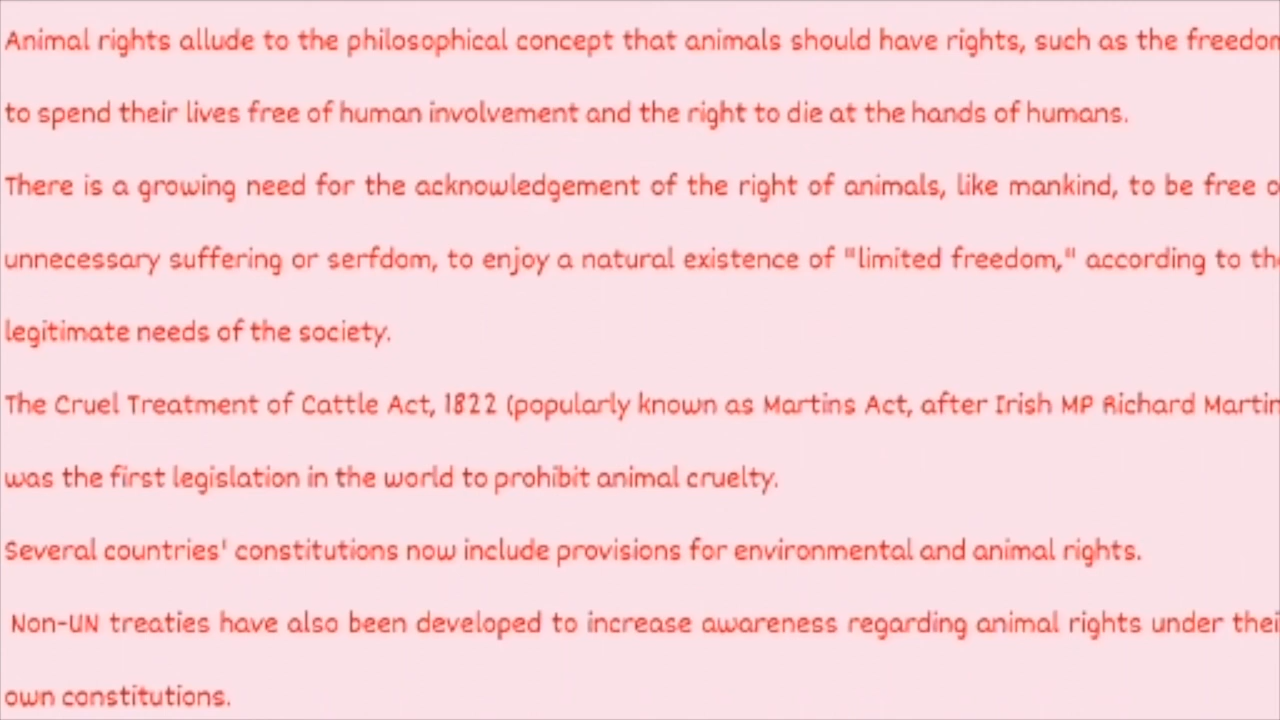 Animal rights allude to the philosophical concept that animals should have rights, such as the freedom
to spend their lives free of human involvement and the right to die at the hands of humans.
There is a growing need for the acknowledgement of the right of animals, like mankind, to be free o
unnecessary suffering or serfdom, to enjoy a natural existence of "limited freedom," according to the
legitimate needs of the society.
The Cruel Treatment of Cattle Act, 1822 (popularly known as Martins Act, after Irish MP Richard Martin
was the first legislation in the world to prohibit animal cruelty.
Several countries' constitutions now include provisions for environmental and animal rights.
Non-UN treaties have also been developed to increase awareness regarding animal rights under thei
own constitutions.